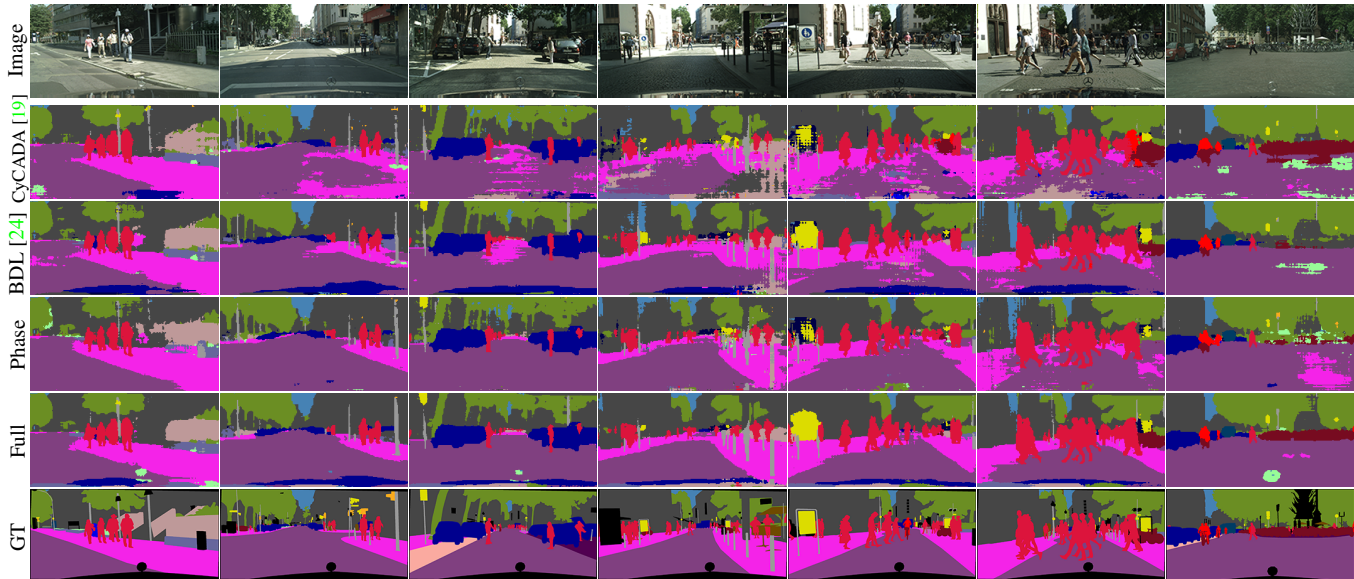 Image
CyCADA [19]
BDL [24]
Phase
Full
GT